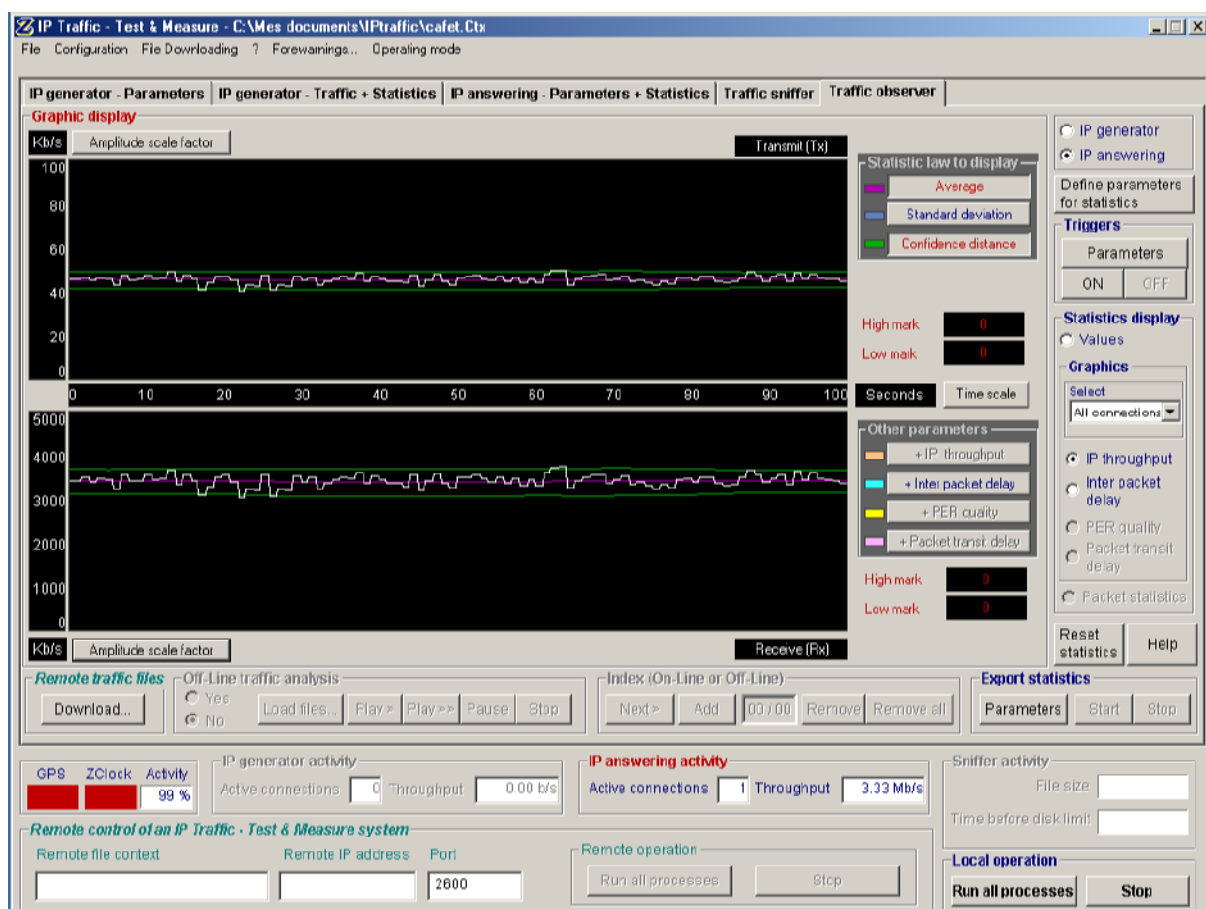 IP Traffic - Test & Measure - C:\Mes documents\IPtraffic\cafet.Ctx
File Configuration File Downloading ? Forewarnings... Operating mode
IP generator - Parameters IP generator - Traffic + Statistics IP answering - Parameters + Statistics Traffic sniffer Traffic observer
Graphic display
Kb/s Amplitude scale factor Transmit (Tx)
100
80
60
40
20
0
0 10 20 30 40 50 60 70 80 90 100
5000
4000
3000
2000
1000
0
Kb/s Amplitude scale factor Receive (Rx)
Statistic law to display
Average
Standard deviation
Confidence distance
High mark 0
Low mark 0
Seconds Time scale
Other parameters
+ IP throughput
+ Inter packet delay
+ PER quality
+ Packet transit delay
High mark 0
Low mark 0
IP generator
IP answering
Define parameters
for statistics
Triggers
Parameters
ON OFF
Statistics display
Values
Graphics
Select
All connections
IP throughput
Inter packet
delay
PER quality
Packet transit
delay
Packet statistics
Reset
statistics
Help
Remote traffic files
Download...
Off-Line traffic analysis
Yes
No
Load files... Play > Play >> Pause Stop
Index (On-Line or Off-Line)
Next > Add 00 / 00 Remove Remove all
Export statistics
Parameters Start Stop
GPS ZClock Activity
99 %
IP generator activity
Active connections 0 Throughput 0.00 b/s
IP answering activity
Active connections 1 Throughput 3.33 Mb/s
Sniffer activity
File size
Time before disk limit
Remote control of an IP Traffic - Test & Measure system
Remote file context Remote IP address Port
2600
Remote operation
Run all processes Stop
Local operation
Run all processes Stop